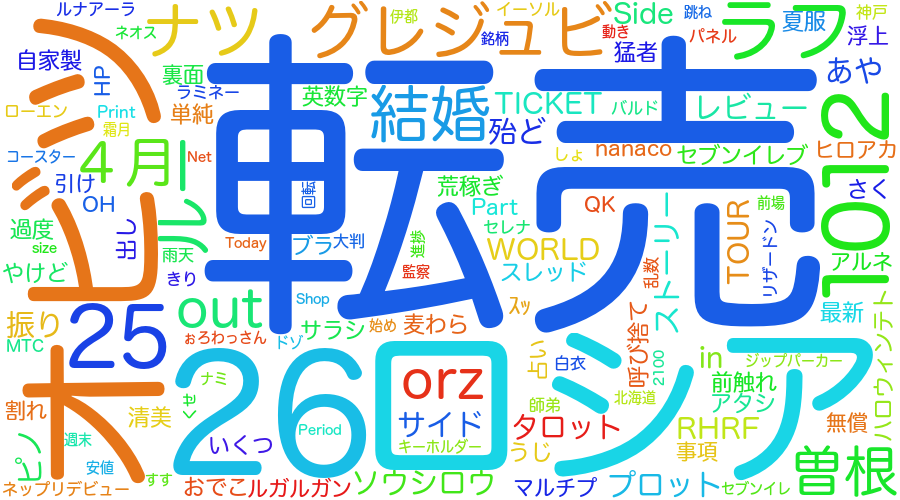 ルナアーラ
ネオス
ナツ
グレジュビ
伊都
イーソル
銘柄
Side
動き
跳ね
パネル
ラフ
夏服
神戸
浮上
猛者
自家製
HP
裏面
ラミネー
英数字
結婚
TICKET
バルド
レビュー
あや
ローエン
Print
霜月
単純
殆ど
しょ
nanaco
セブンイレブ
ヒロアカ
1012
コースター
4月
Net
引け
OH
転売
回転
荒稼ぎ
Part
セレナ
QK
TOUR
前場
さく
過度
size
出し
雨天
ル
Today
ブラ
大判
進捗
監察
WORLD
スレッド
ストーリー
乱数
リザードン
アルネ
やけど
きり
out
Shop
ｽｯ
最新
振り
MTC
25
ぉろわっさん
ドゾ
サラシ
始め
麦わら
呼び捨て
2100
in
ジップパーカー
ハロウィンテト
米
26
回
orz
占い
白衣
シア
前触れ
アタシ
北海道
師弟
割れ
清美
ナミ
サイド
タロット
RHRF
無償
ピノ
週末
安値
いくつ
Period
キーホルダー
うじ
事項
曽根
ネップリデビュー
すす
おでこ
ルガルガン
ソウシロウ
マルチプ
プロット
セブンイレ